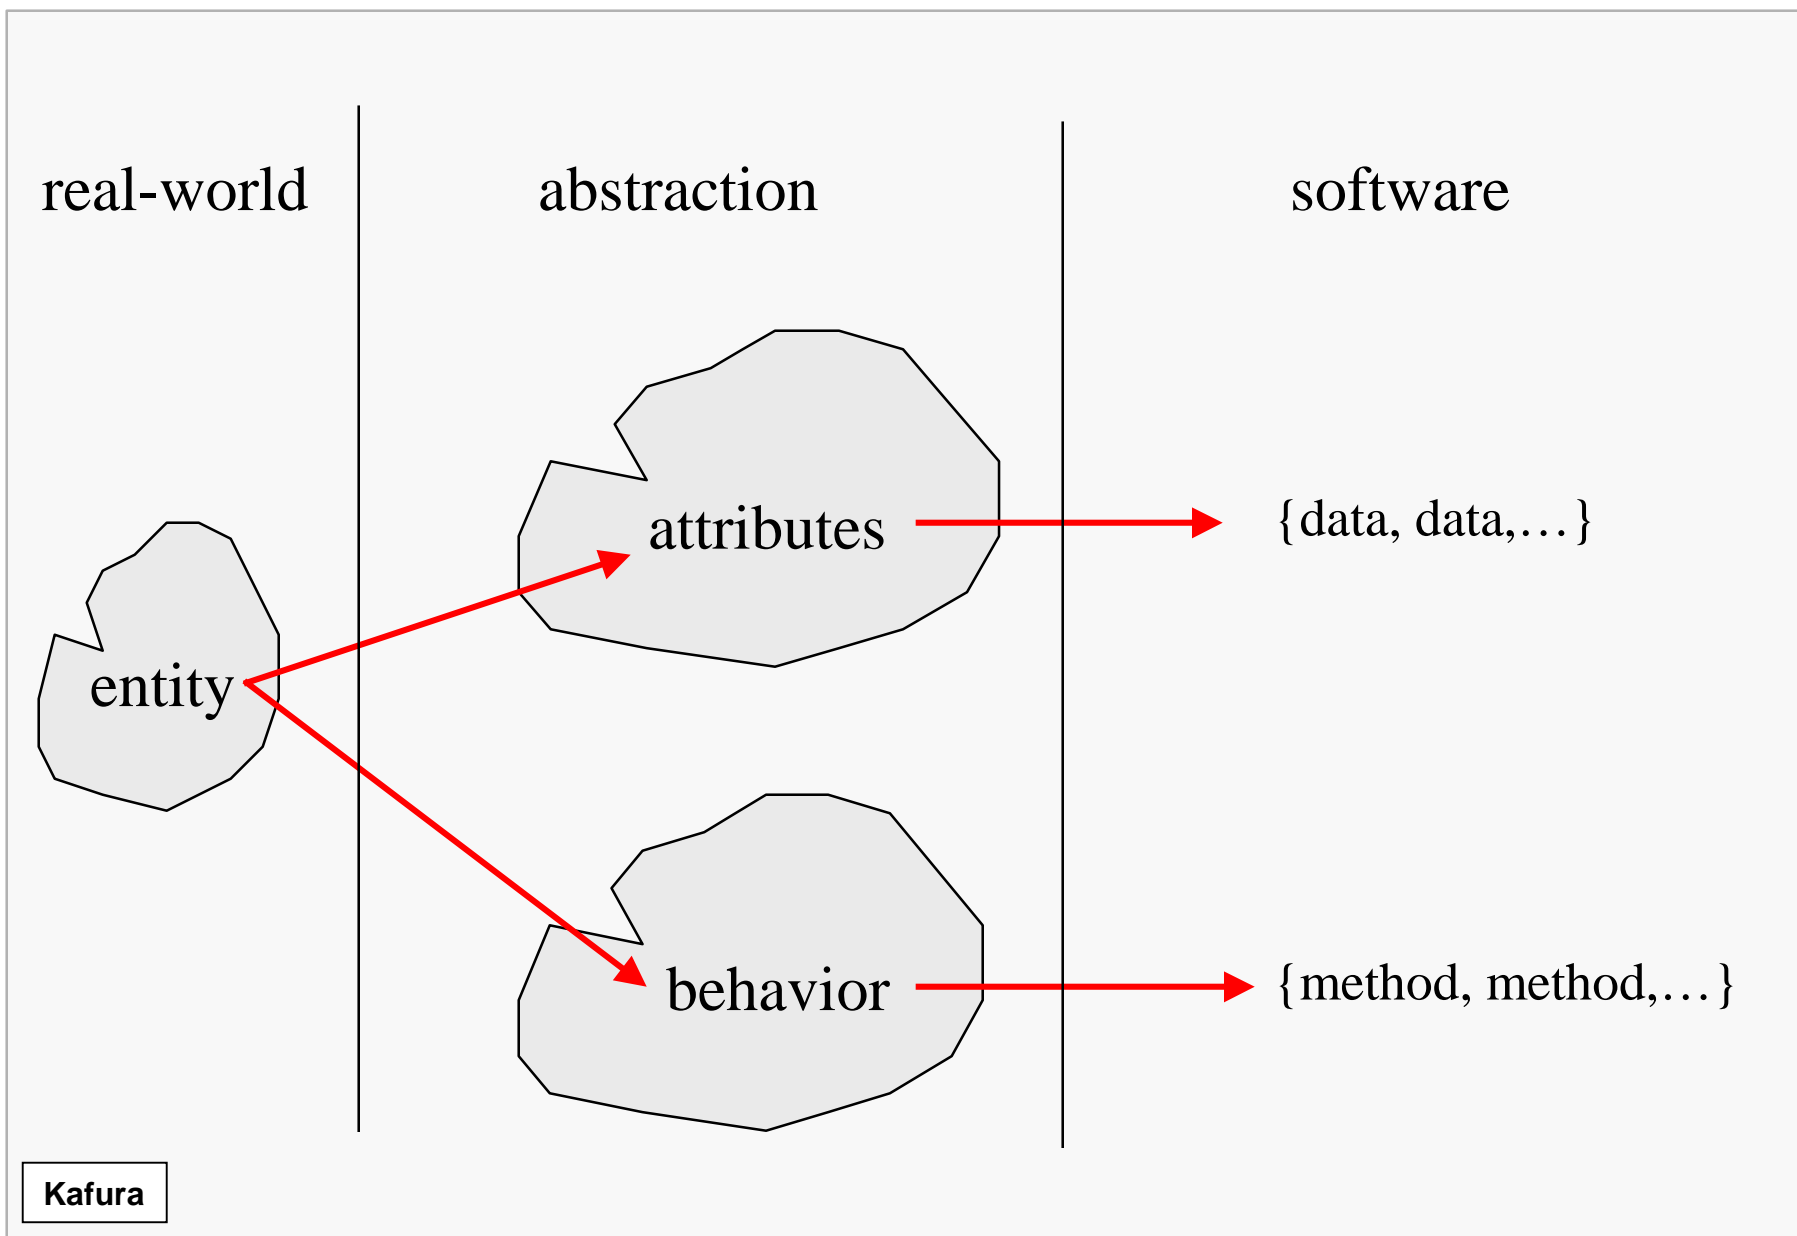 real-world
abstraction
software
attributes
{data, data,…}
entity
behavior
{method, method,…}
Kafura